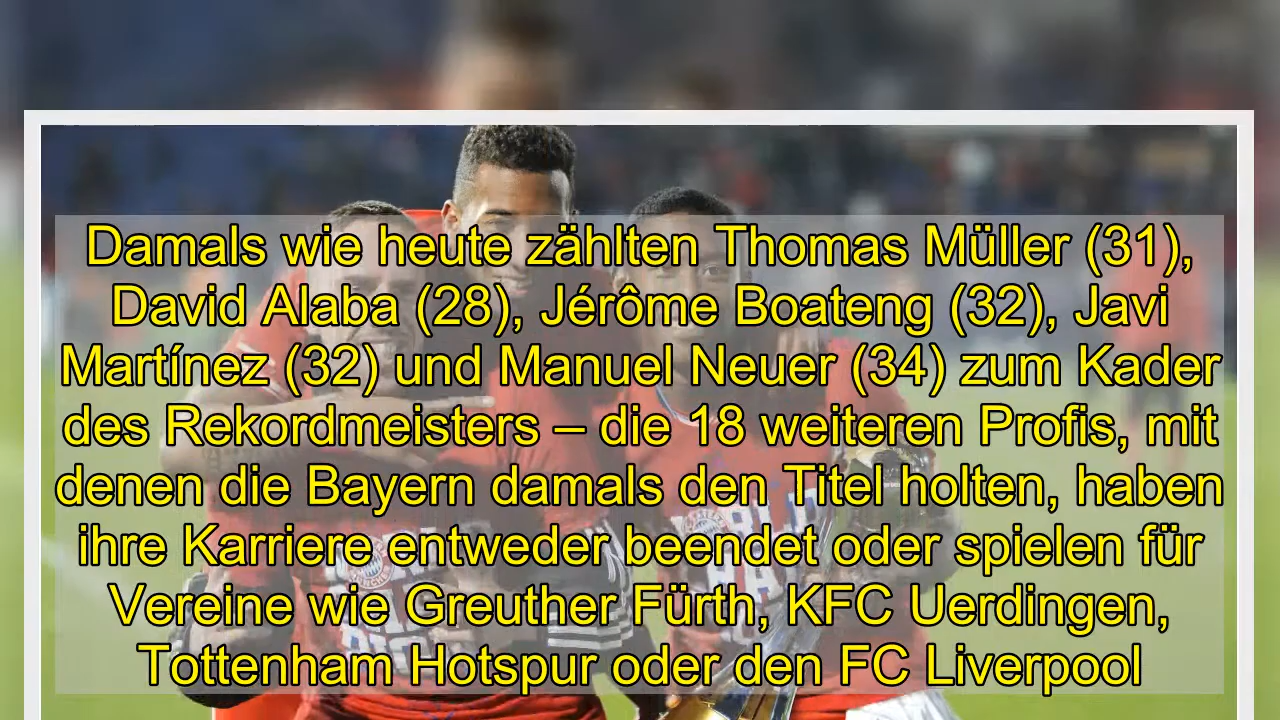 Damals wie heute zählten Thomas Müller (31),
David Alaba (28), Jérôme Boateng (32), Javi
Martínez (32) und Manuel Neuer (34) zum Kader
des Rekordmeisters – die 18 weiteren Profis, mit
denen die Bayern damals den Titel holten, haben
ihre Karriere entweder beendet oder spielen für
Vereine wie Greuther Fürth, KFC Uerdingen,
Tottenham Hotspur oder den FC Liverpool